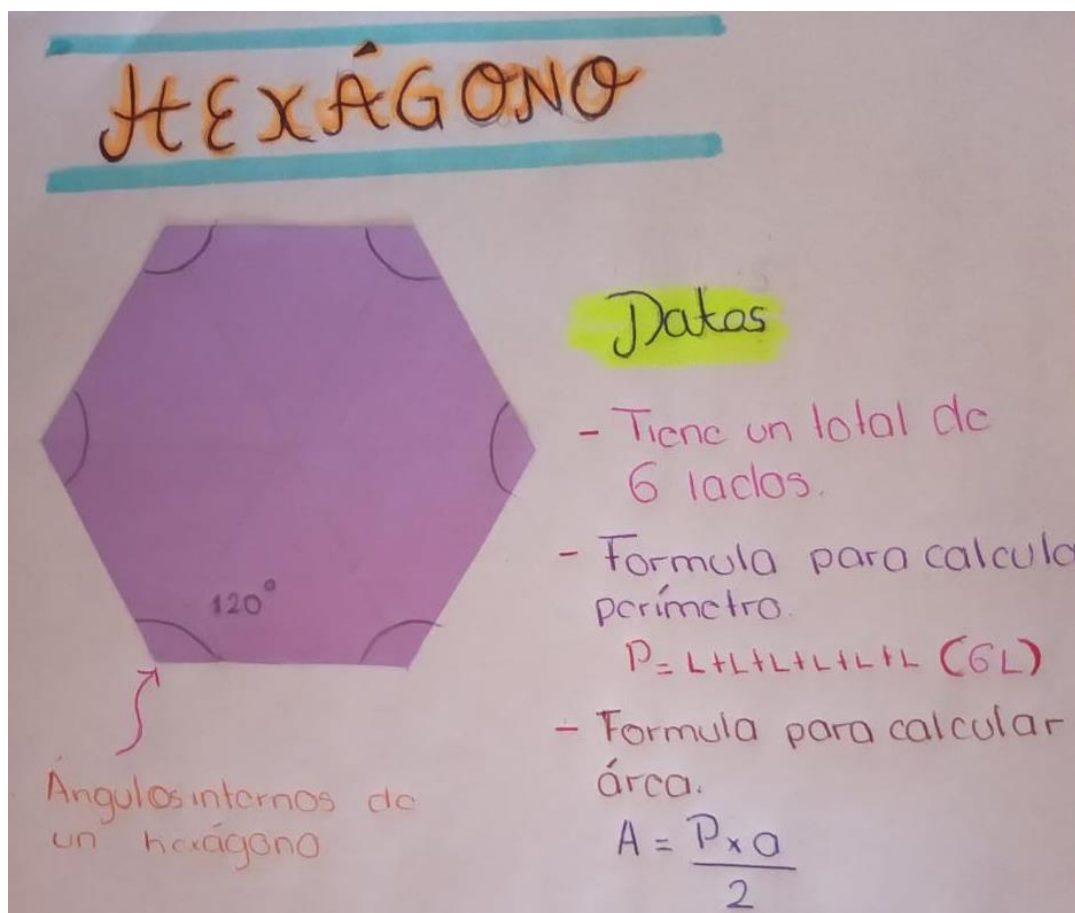 HEXÁGONO
120°
Ángulos internos de
un hexágono
Datos
- Tiene un total de
6 lados.
- Formula para calcula
perímetro.
P= L+L+L+L+L+L (6L)
- Formula para calcular
área.
A = P x a
2